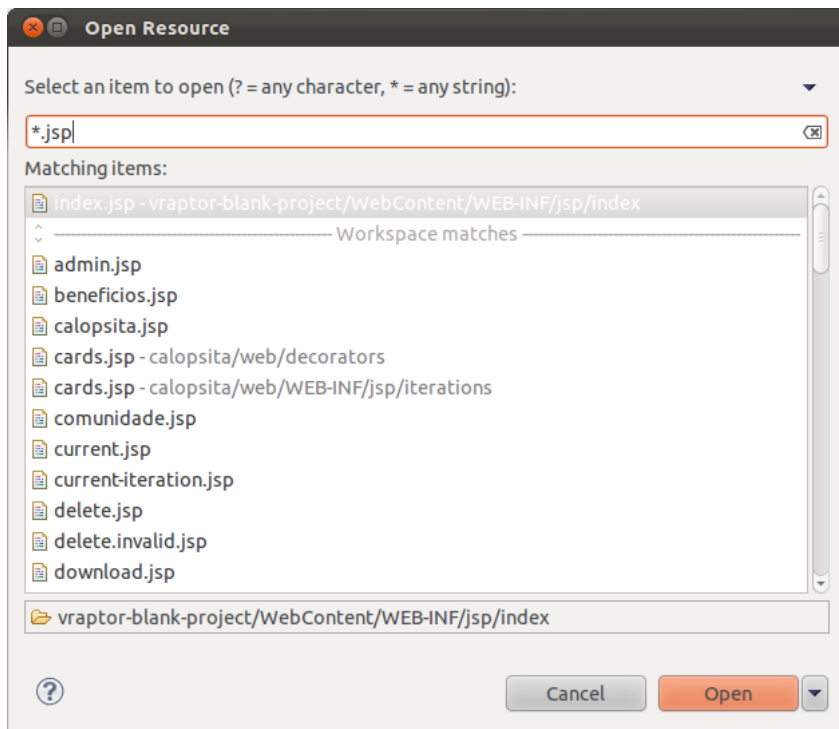 Open Resource
Select an item to open (? = any character, * = any string):
*.jsp
Matching items:
index.jsp - vraptor-blank-project/WebContent/WEB-INF/jsp/index
Workspace matches
admin.jsp
beneficios.jsp
calopsita.jsp
cards.jsp - calopsita/web/decorators
cards.jsp - calopsita/web/WEB-INF/jsp/iterations
comunidade.jsp
current.jsp
current-iteration.jsp
delete.jsp
delete.invalid.jsp
download.jsp
vraptor-blank-project/WebContent/WEB-INF/jsp/index
? Cancel Open